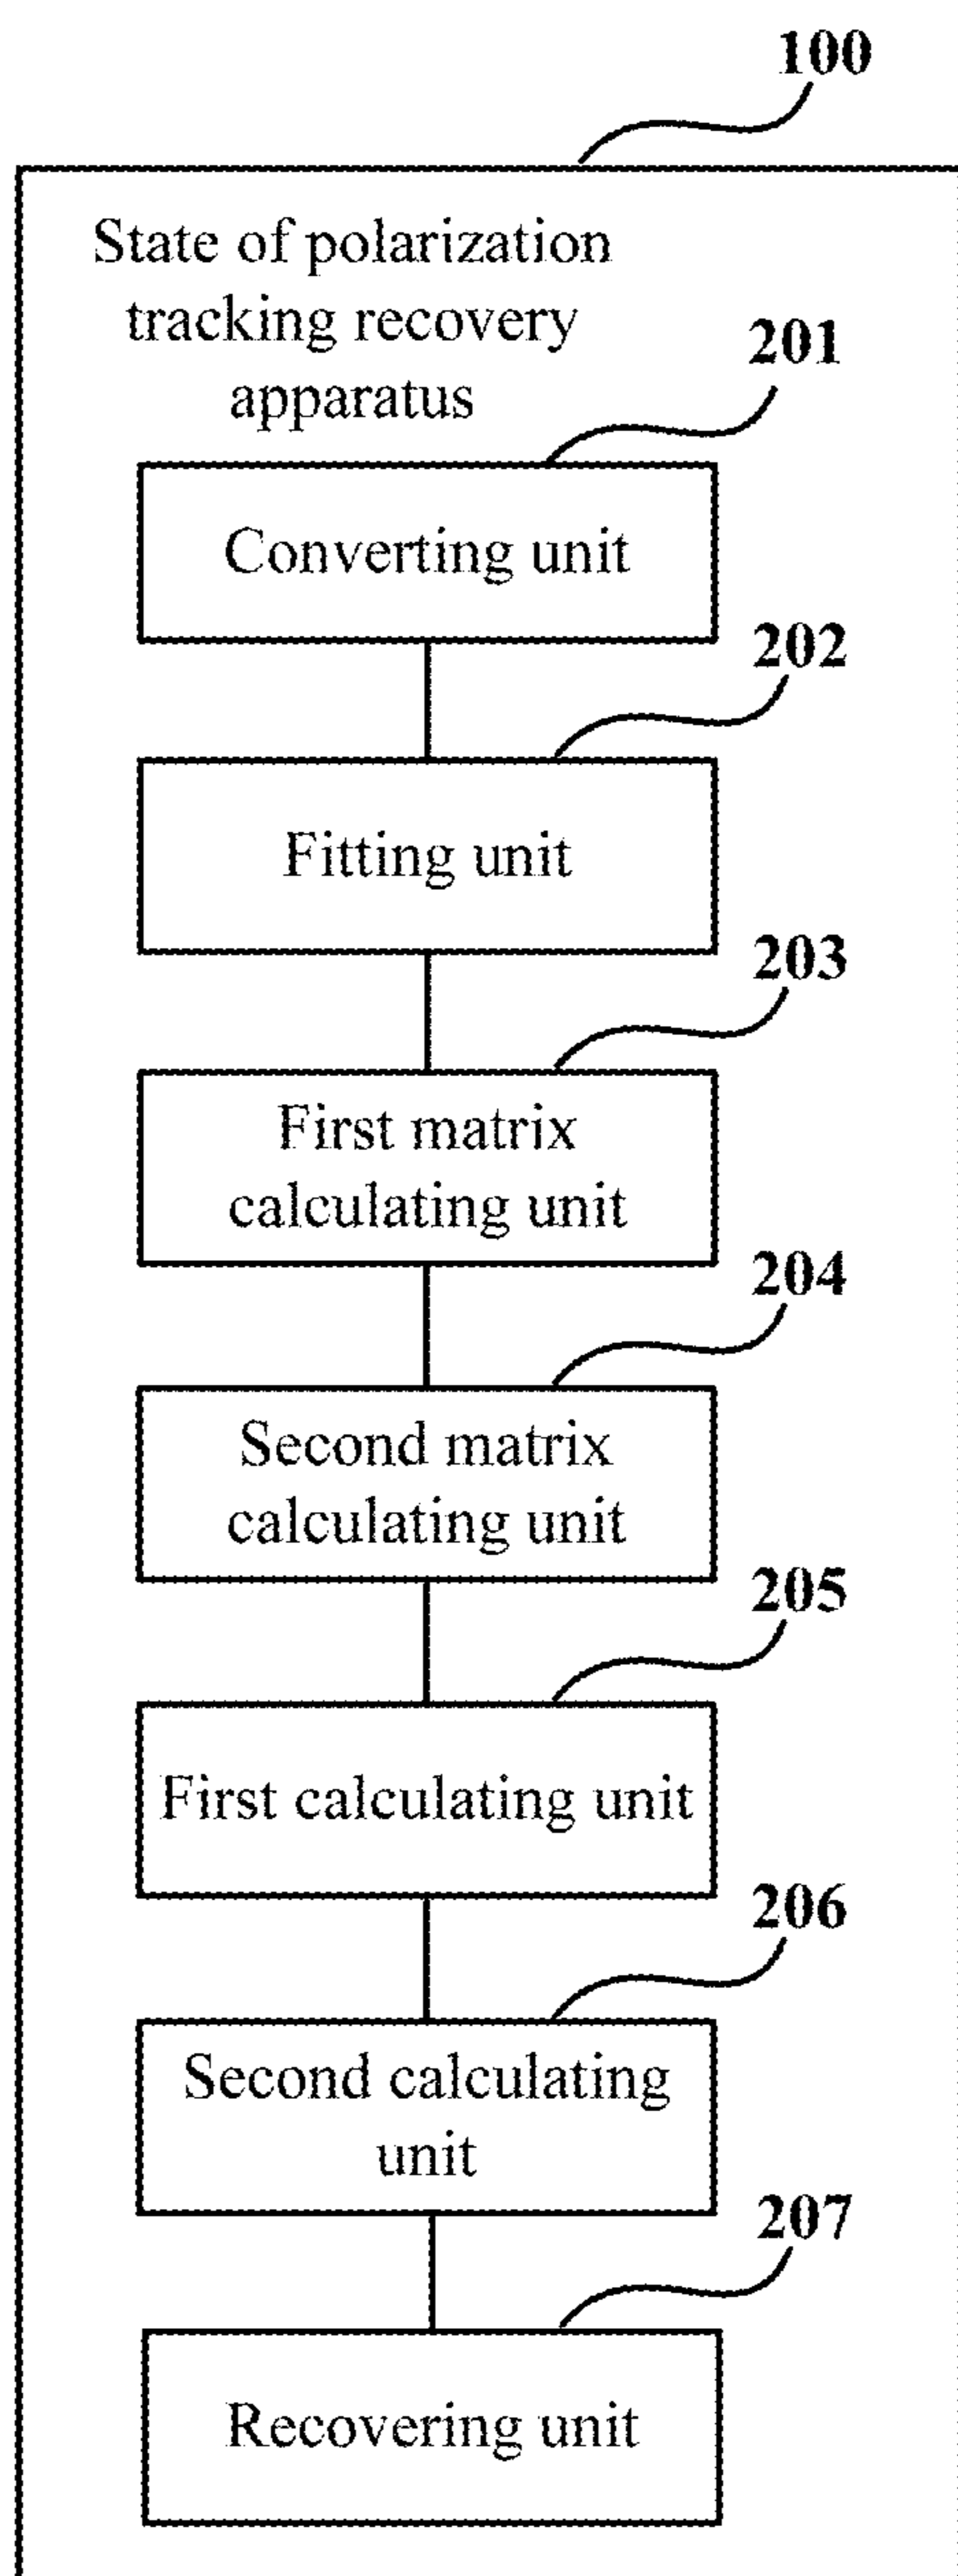 100
State of polarization
tracking recovery
apparatus
201
Converting unit
202
Fitting unit
203
First matrix
calculating unit
204
Second matrix
calculating unit
205
First calculating unit
206
Second calculating
unit
207
Recovering unit